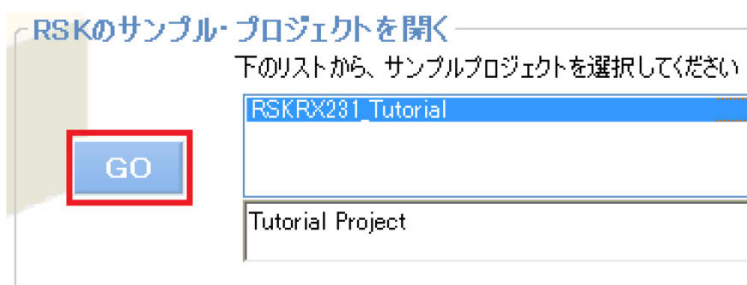 RSKのサンプル・プロジェクトを開く
下のリストから、サンプルプロジェクトを選択してください
RSKRX231_Tutorial
GO
Tutorial Project